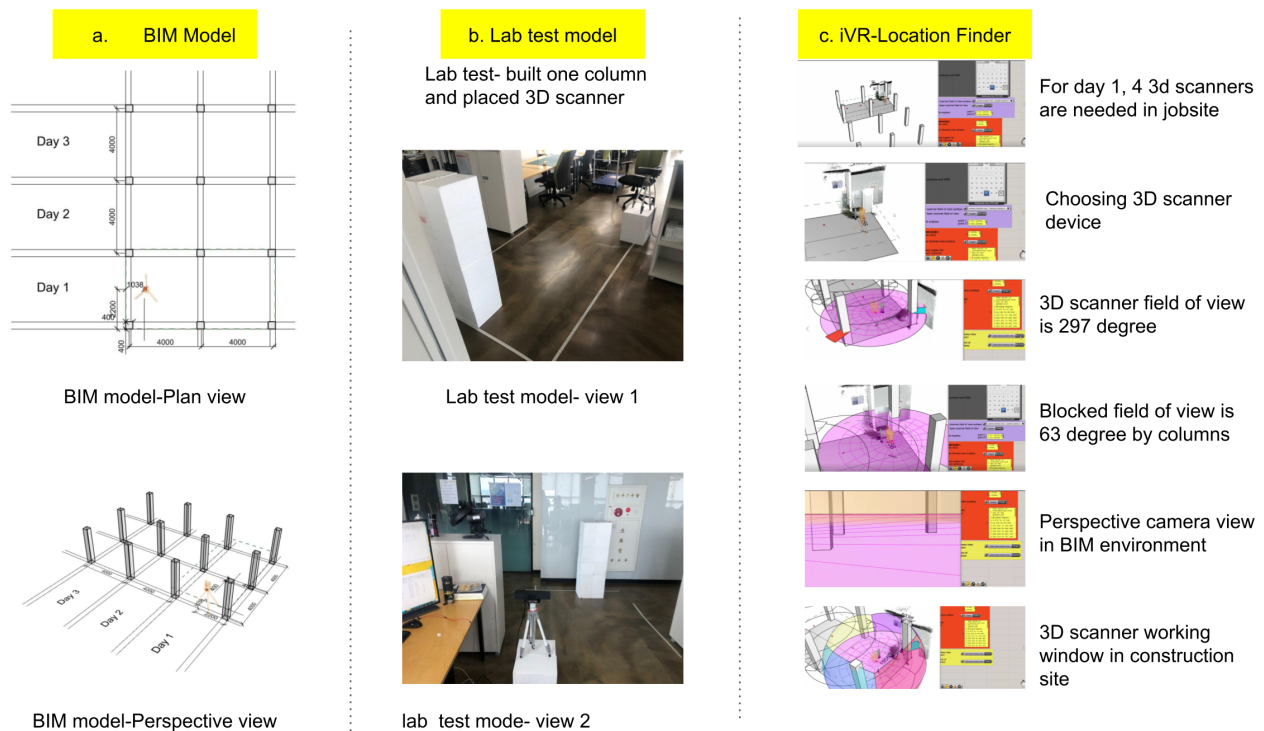 a. BIM Model
Day 3
Day 2
Day 1
4000
4000
4000
1038
2200
400
400
4000
4000
BIM model-Plan view
Day 3
Day 2
Day 1
4000
BIM model-Perspective view
b. Lab test model
Lab test- built one column
and placed 3D scanner
Lab test model- view 1
lab test mode- view 2
c. iVR-Location Finder
For day 1, 4 3d scanners
are needed in jobsite
Choosing 3D scanner
device
3D scanner field of view
is 297 degree
Blocked field of view is
63 degree by columns
Perspective camera view
in BIM environment
3D scanner working
window in construction
site